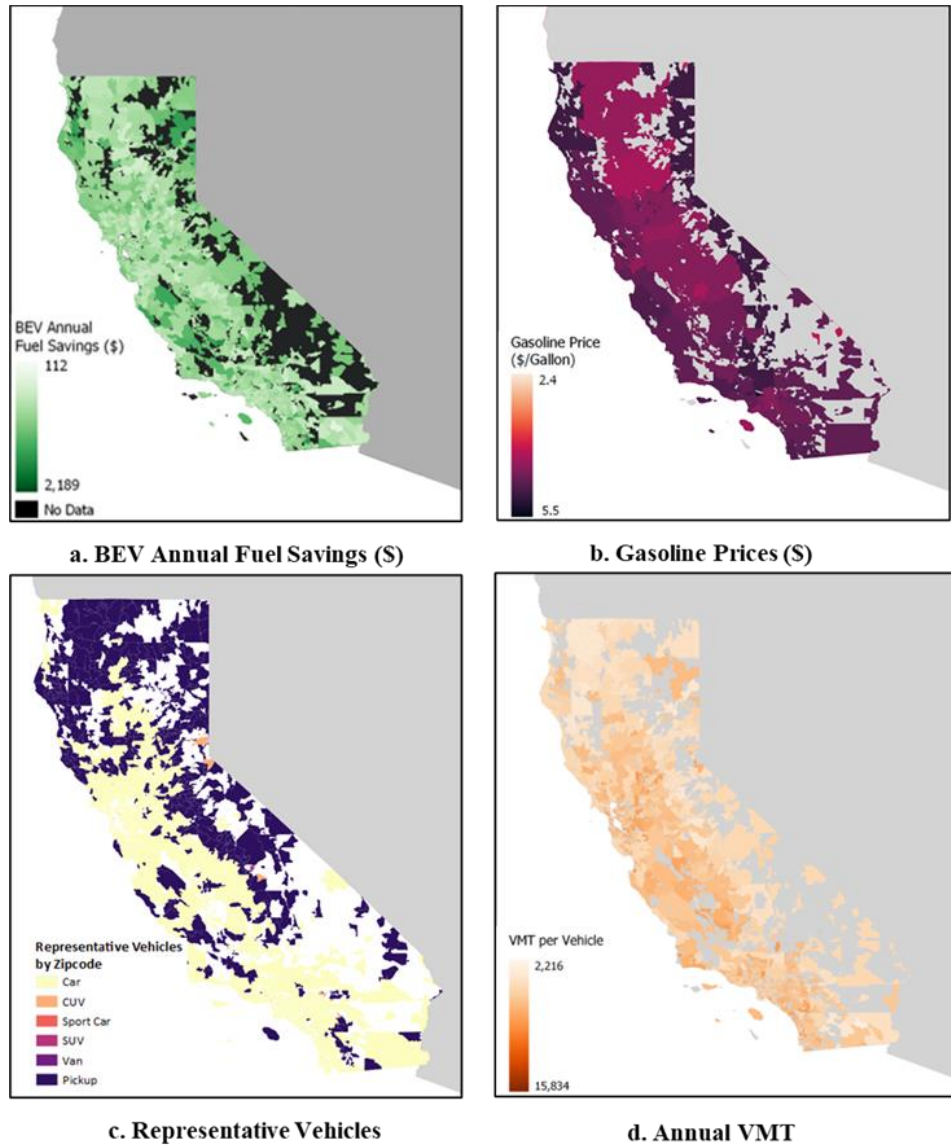 BEV Annual
Fuel Savings ($)
112
2,189
No Data
a. BEV Annual Fuel Savings ($)
Gasoline Price
($/Gallon)
2.4
5.5
b. Gasoline Prices ($)
Representative Vehicles
by Zipcode
Car
CUV
Sport Car
SUV
Van
Pickup
c. Representative Vehicles
VMT per Vehicle
2,216
15,834
d. Annual VMT